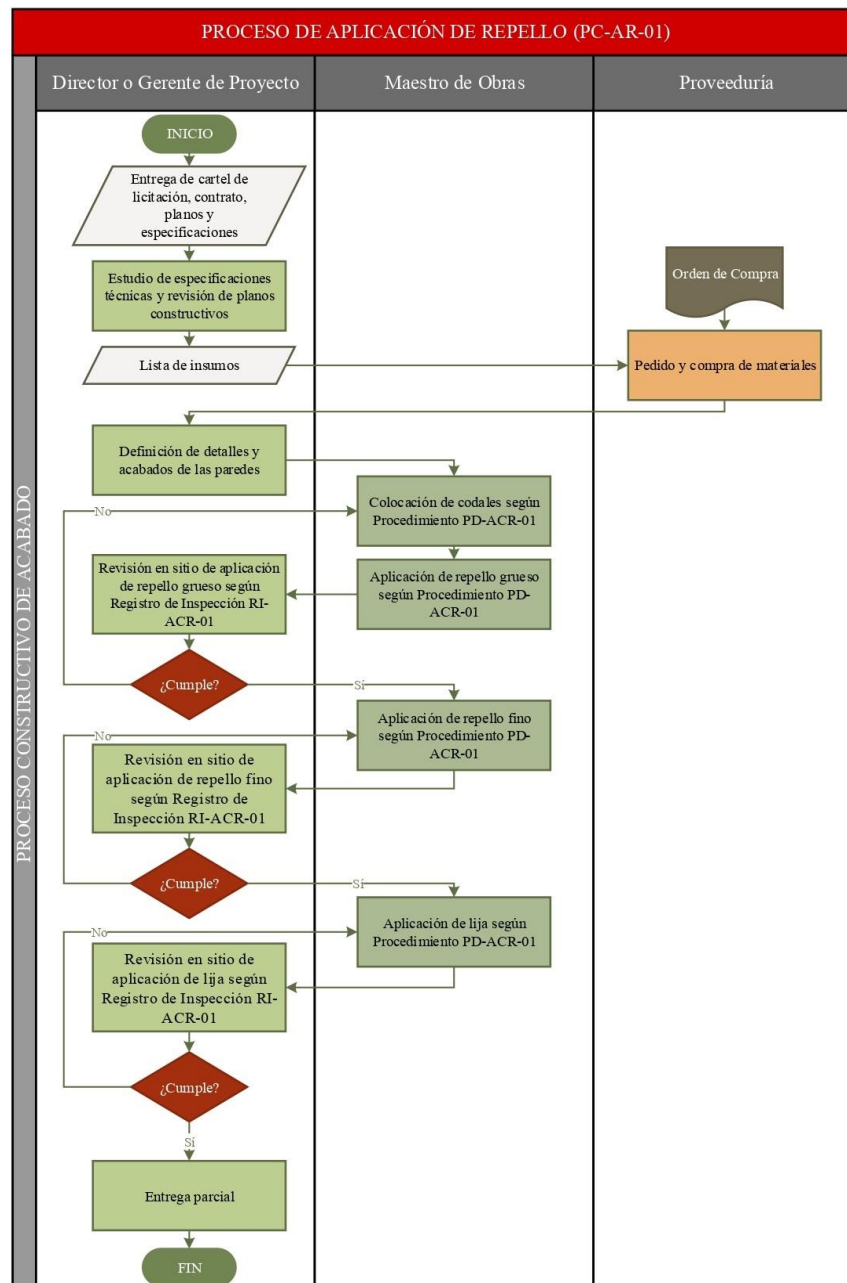 PROCESO DE APLICACIÓN DE REPELLO (PC-AR-01)
Director o Gerente de Proyecto
Maestro de Obras
Proveeduría
PROCESO CONSTRUCTIVO DE ACABADO
INICIO
Entrega de cartel de
licitación, contrato,
planos y
especificaciones
Estudio de especificaciones
técnicas y revisión de planos
constructivos
Orden de Compra
Lista de insumos
Pedido y compra de materiales
Definición de detalles y
acabados de las paredes
Colocación de codales según
Procedimiento PD-ACR-01
No
Aplicación de repello grueso
según Procedimiento PD-
ACR-01
Revisión en sitio de aplicación
de repello grueso según
Registro de Inspección RI-
ACR-01
¿Cumple?
Sí
Aplicación de repello fino
según Procedimiento PD-
ACR-01
No
Revisión en sitio de
aplicación de repello fino
según Registro de
Inspección RI-ACR-01
¿Cumple?
Sí
Aplicación de lija según
Procedimiento PD-ACR-01
No
Revisión en sitio de
aplicación de lija según
Registro de Inspección RI-
ACR-01
¿Cumple?
Sí
Entrega parcial
FIN